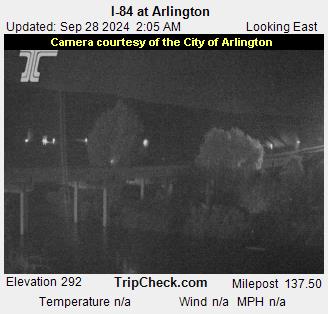 I-84 at Arlington
Updated: Sep 28 2024 2:05 AM Looking East
Camera courtesy of the City of Arlington
Elevation 292 TripCheck.com Milepost 137.50
Temperature n/a Wind n/a MPH n/a